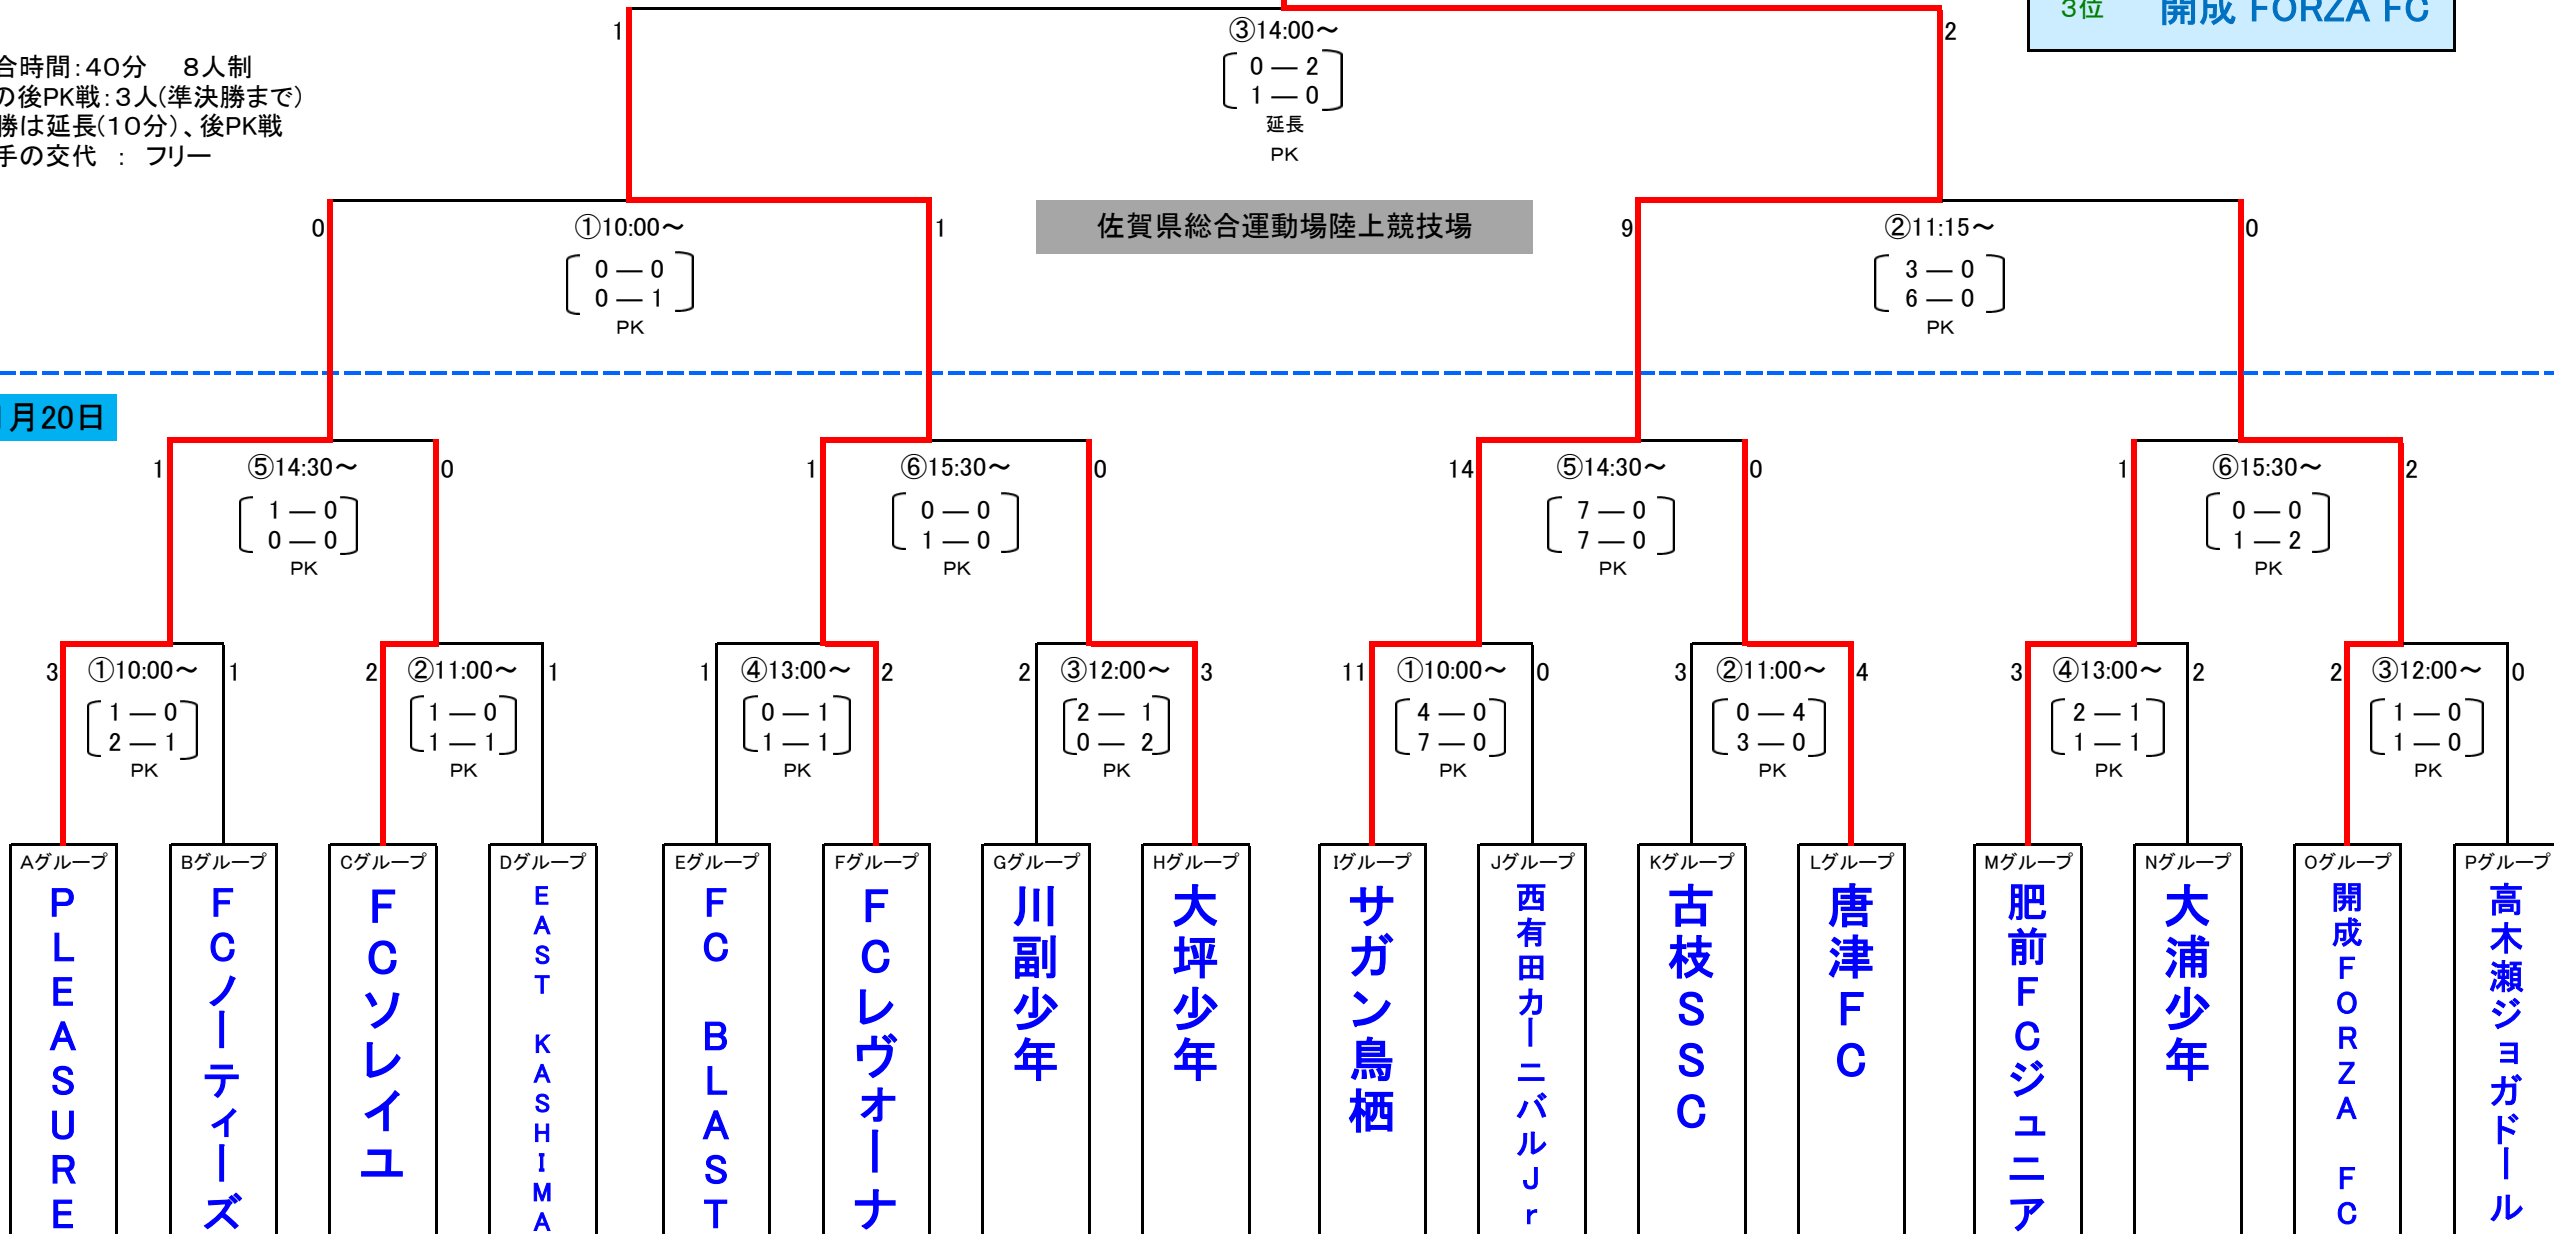 3位 開成 FORZA FC
1 ③14:00～ 2
0 ― 2
1 ― 0
延長
PK
合時間：40分 8人制
の後PK戦：3人(準決勝まで)
勝は延長(10分)、後PK戦
手の交代 ： フリー
佐賀県総合運動場陸上競技場
0 ①10:00～ 1
0 ― 0
0 ― 1
PK
9 ②11:15～ 0
3 ― 0
6 ― 0
PK
月20日
1 ⑤14:30～ 0
1 ― 0
0 ― 0
PK
1 ⑥15:30～ 0
0 ― 0
1 ― 0
PK
14 ⑤14:30～ 0
7 ― 0
7 ― 0
PK
1 ⑥15:30～ 2
0 ― 0
1 ― 2
PK
3 ①10:00～ 1
1 ― 0
2 ― 1
PK
2 ②11:00～ 1
1 ― 0
1 ― 1
PK
1 ④13:00～ 2
0 ― 1
1 ― 1
PK
2 ③12:00～ 3
2 ― 1
0 ― 2
PK
11 ①10:00～ 0
4 ― 0
7 ― 0
PK
3 ②11:00～ 4
0 ― 4
3 ― 0
PK
3 ④13:00～ 2
2 ― 1
1 ― 1
PK
2 ③12:00～ 0
1 ― 0
1 ― 0
PK
Aグループ
PLEASURE
Bグループ
FCノーティーズ
Cグループ
FCソレイユ
Dグループ
EAST KASHIMA
Eグループ
FC BLAST
Fグループ
FCレヴォーナ
Gグループ
川副少年
Hグループ
大坪少年
Iグループ
サガン鳥栖
Jグループ
西有田カーニバルJr
Kグループ
古枝SSC
Lグループ
唐津FC
Mグループ
肥前FCジュニア
Nグループ
大浦少年
Oグループ
開成FORZA FC
Pグループ
高木瀬ジョガドール